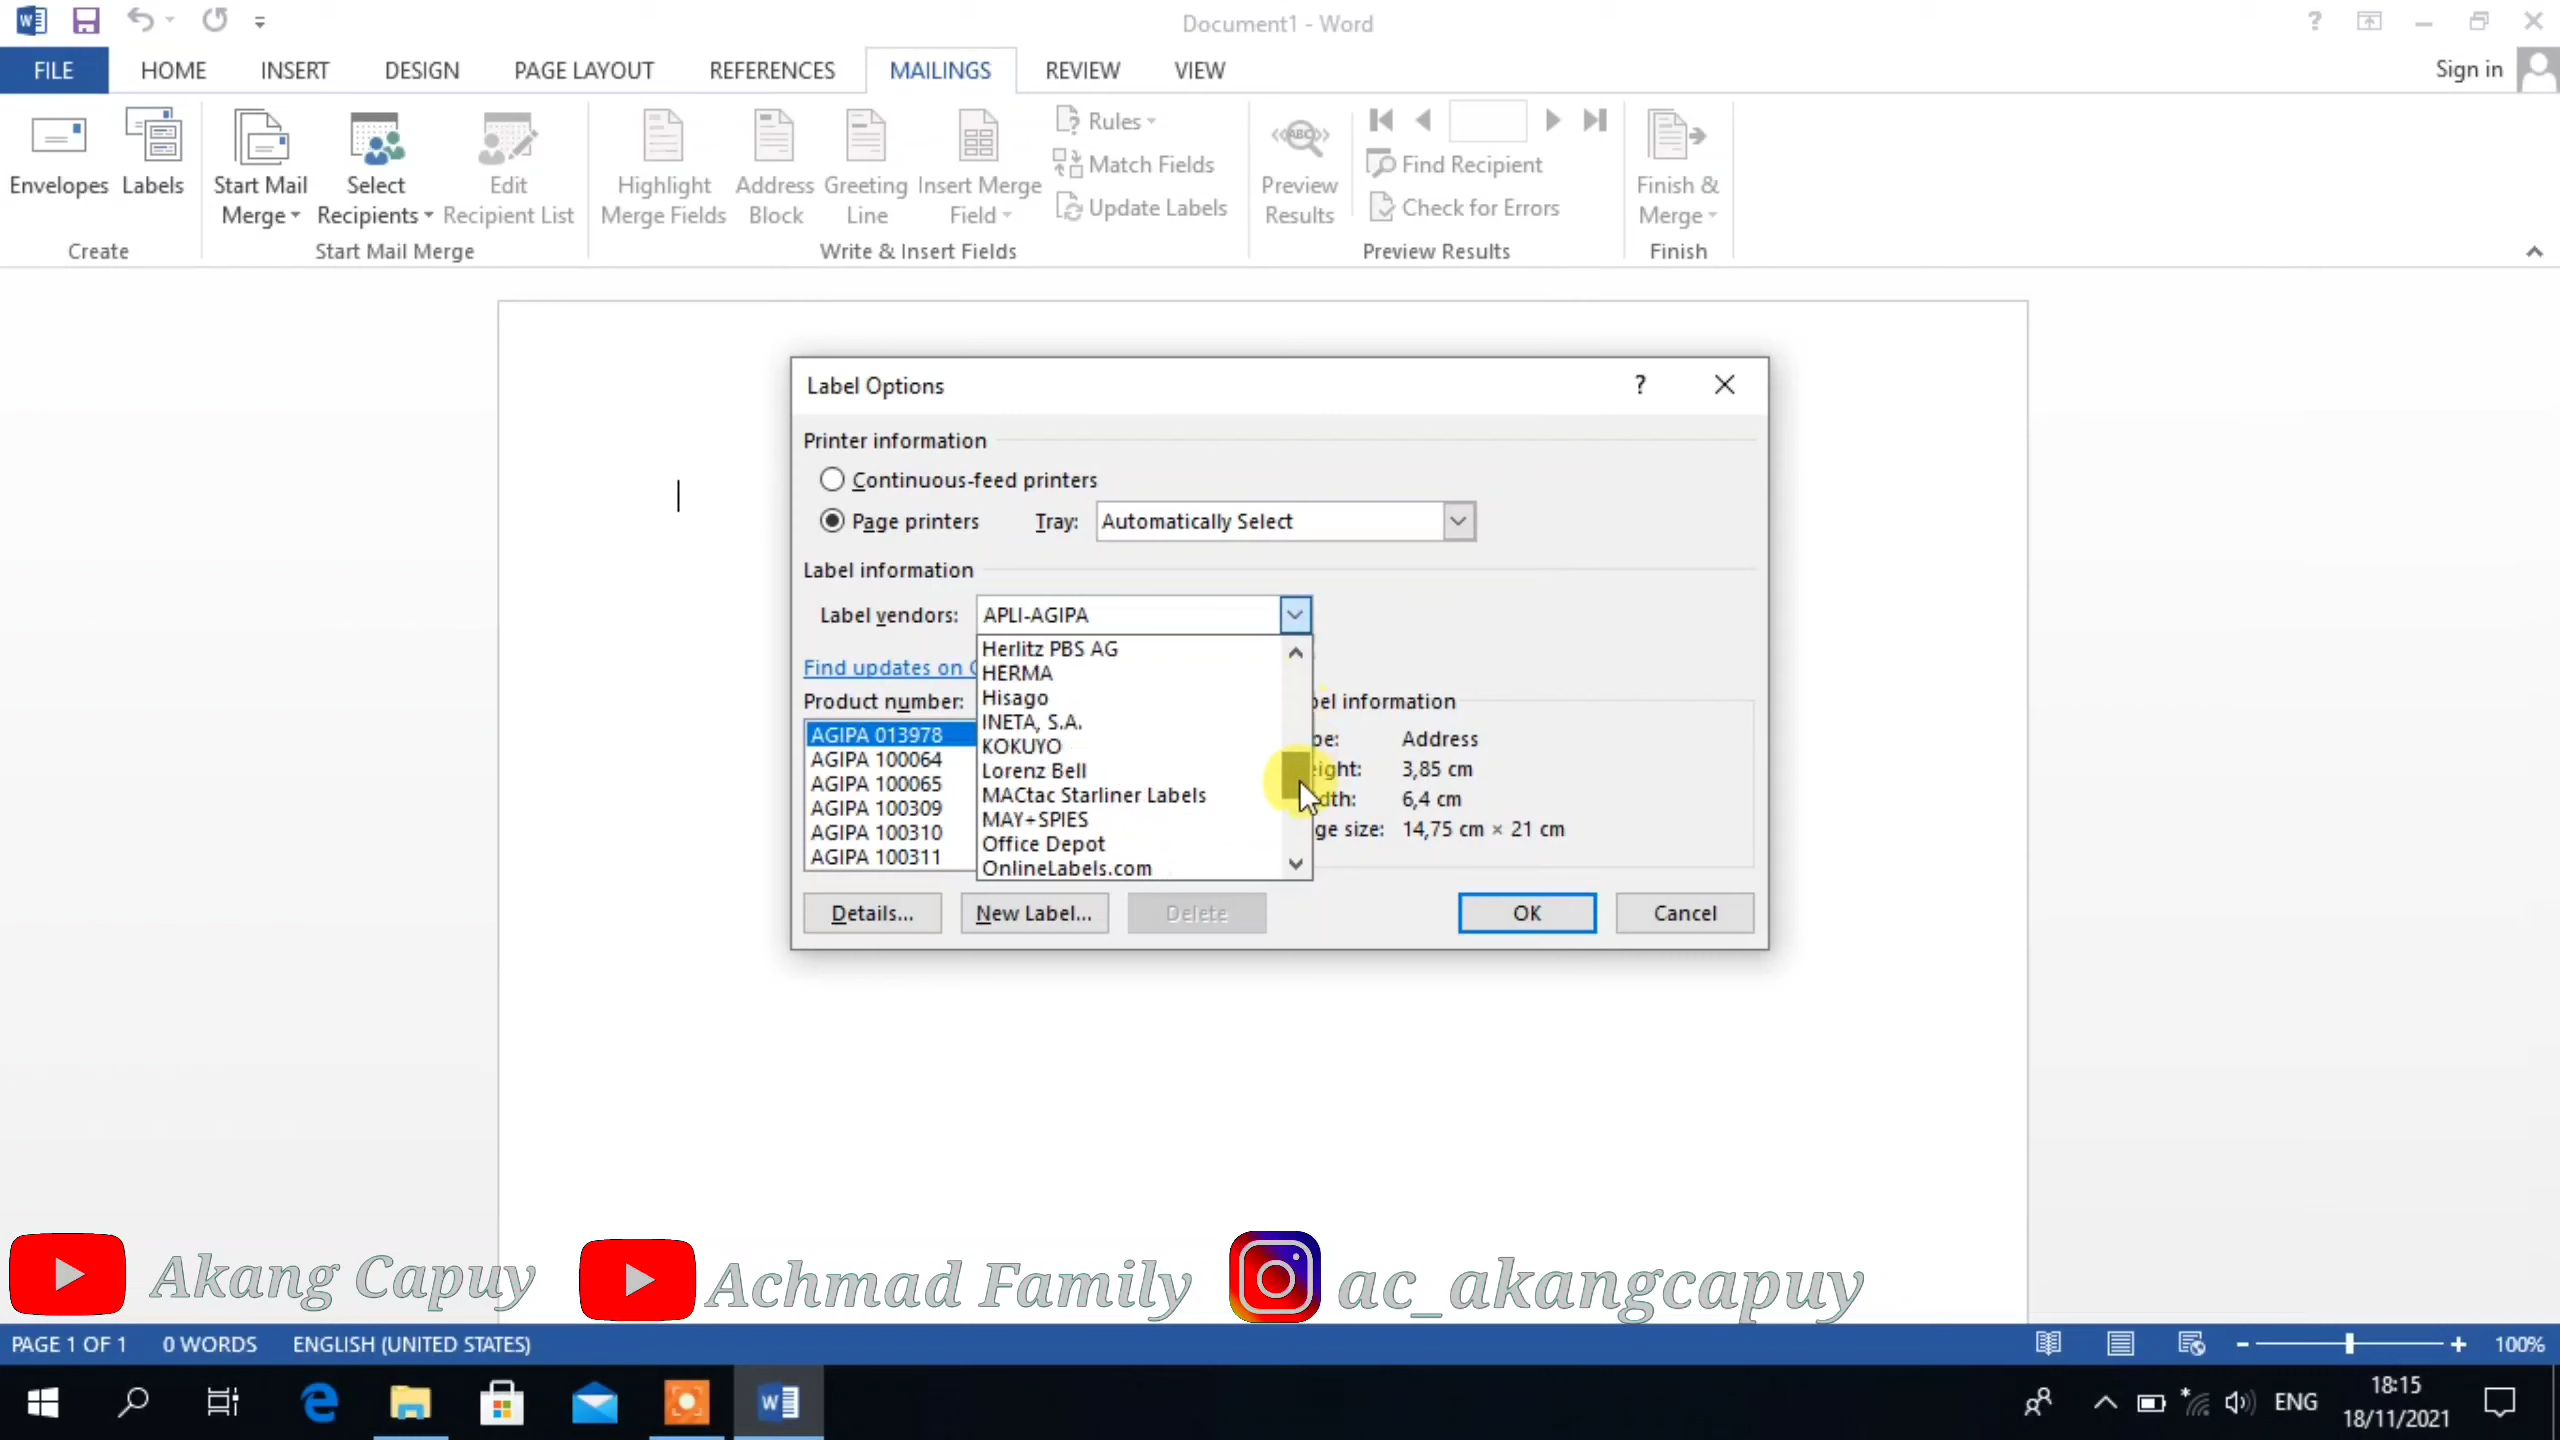 Document1 - Word
?
FILE
HOME
INSERT
DESIGN
PAGE LAYOUT
REFERENCES
MAILINGS
REVIEW
VIEW
Sign in
Envelopes
Labels
Start Mail
Merge
Select
Recipients
Edit
Recipient List
Highlight
Merge Fields
Address
Block
Greeting
Line
Insert Merge
Field
Rules
Match Fields
Update Labels
ABC
Preview
Results
Find Recipient
Check for Errors
Finish &
Merge
Create
Start Mail Merge
Write & Insert Fields
Preview Results
Finish
Label Options
?
Printer information
Continuous-feed printers
Page printers
Tray:
Automatically Select
Label information
Label vendors:
APLI-AGIPA
Find updates on
Herlitz PBS AG
HERMA
Hisago
INETA, S.A.
KOKUYO
Lorenz Bell
MACtac Starliner Labels
MAY+SPIES
Office Depot
OnlineLabels.com
Product number:
AGIPA 013978
AGIPA 100064
AGIPA 100065
AGIPA 100309
AGIPA 100310
AGIPA 100311
bel information
pe:
Address
eight:
3,85 cm
dth:
6,4 cm
ge size:
14,75 cm × 21 cm
Details...
New Label...
Delete
OK
Cancel
Akang Capuy
Achmad Family
ac_akangcapuy
PAGE 1 OF 1
0 WORDS
ENGLISH (UNITED STATES)
100%
ENG
18:15
18/11/2021